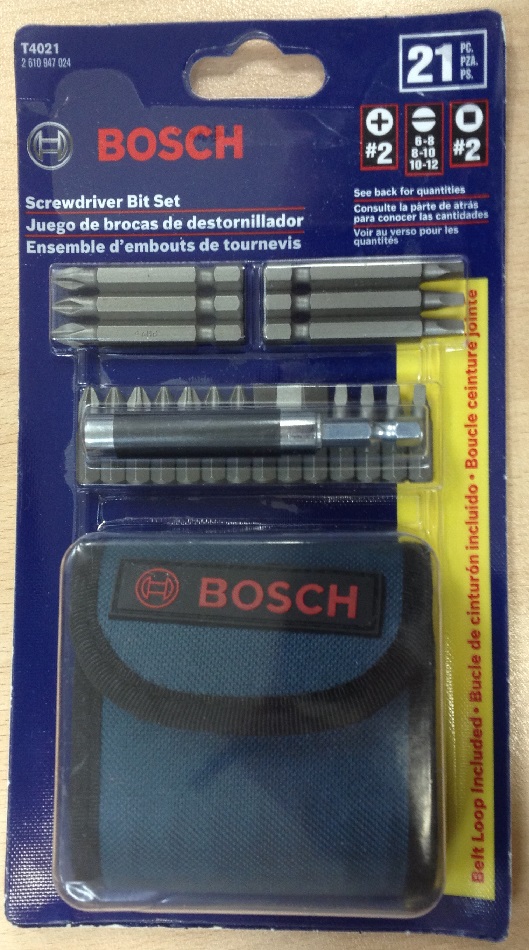 T4021
2 610 947 024
21 PC.
PZA.
PS.
BOSCH
#2
6-8
8-10
10-12
#2
Screwdriver Bit Set
Juego de brocas de destornillador
Ensemble d'embouts de tournevis
See back for quantities
Consulte la pàrte de atrás
para conocer las cantidades
Voir au verso pour les
quantités
BOSCH
Belt Loop Included • Bucle de cinturón incluido • Boucle ceinture jointe